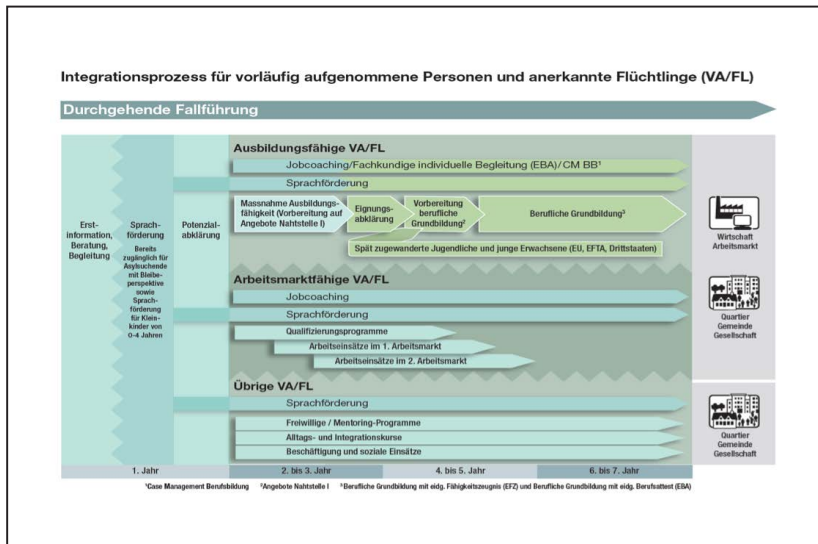 Integrationsprozess für vorläufig aufgenommene Personen und anerkannte Flüchtlinge (VA/FL)
Durchgehende Fallführung
Erst-
information,
Beratung,
Begleitung
Sprach-
förderung
Bereits
zugänglich für
Asylsuchende
mit Bleibe-
perspektive
sowie
Sprach-
förderung
für Klein-
kinder von
0–4 Jahren
Potenzial-
abklärung
Ausbildungsfähige VA/FL
Jobcoaching/Fachkundige individuelle Begleitung (EBA)/CM BB¹
Sprachförderung
Massnahme Ausbildungs-
fähigkeit (Vorbereitung auf
Angebote Nahtstelle I)
Eignungs-
abklärung
Vorbereitung
berufliche
Grundbildung²
Berufliche Grundbildung³
Spät zugewanderte Jugendliche und junge Erwachsene (EU, EFTA, Drittstaaten)
Arbeitsmarktfähige VA/FL
Jobcoaching
Sprachförderung
Qualifizierungsprogramme
Arbeitseinsätze im 1. Arbeitsmarkt
Arbeitseinsätze im 2. Arbeitsmarkt
Übrige VA/FL
Sprachförderung
Freiwillige / Mentoring-Programme
Alltags- und Integrationskurse
Beschäftigung und soziale Einsätze
Wirtschaft
Arbeitsmarkt
Quartier
Gemeinde
Gesellschaft
Quartier
Gemeinde
Gesellschaft
1. Jahr
2. bis 3. Jahr
4. bis 5. Jahr
6. bis 7. Jahr
¹Case Management Berufsbildung ²Angebote Nahtstelle I ³Berufliche Grundbildung mit eidg. Fähigkeitszeugnis (EFZ) und Berufliche Grundbildung mit eidg. Berufsattest (EBA)